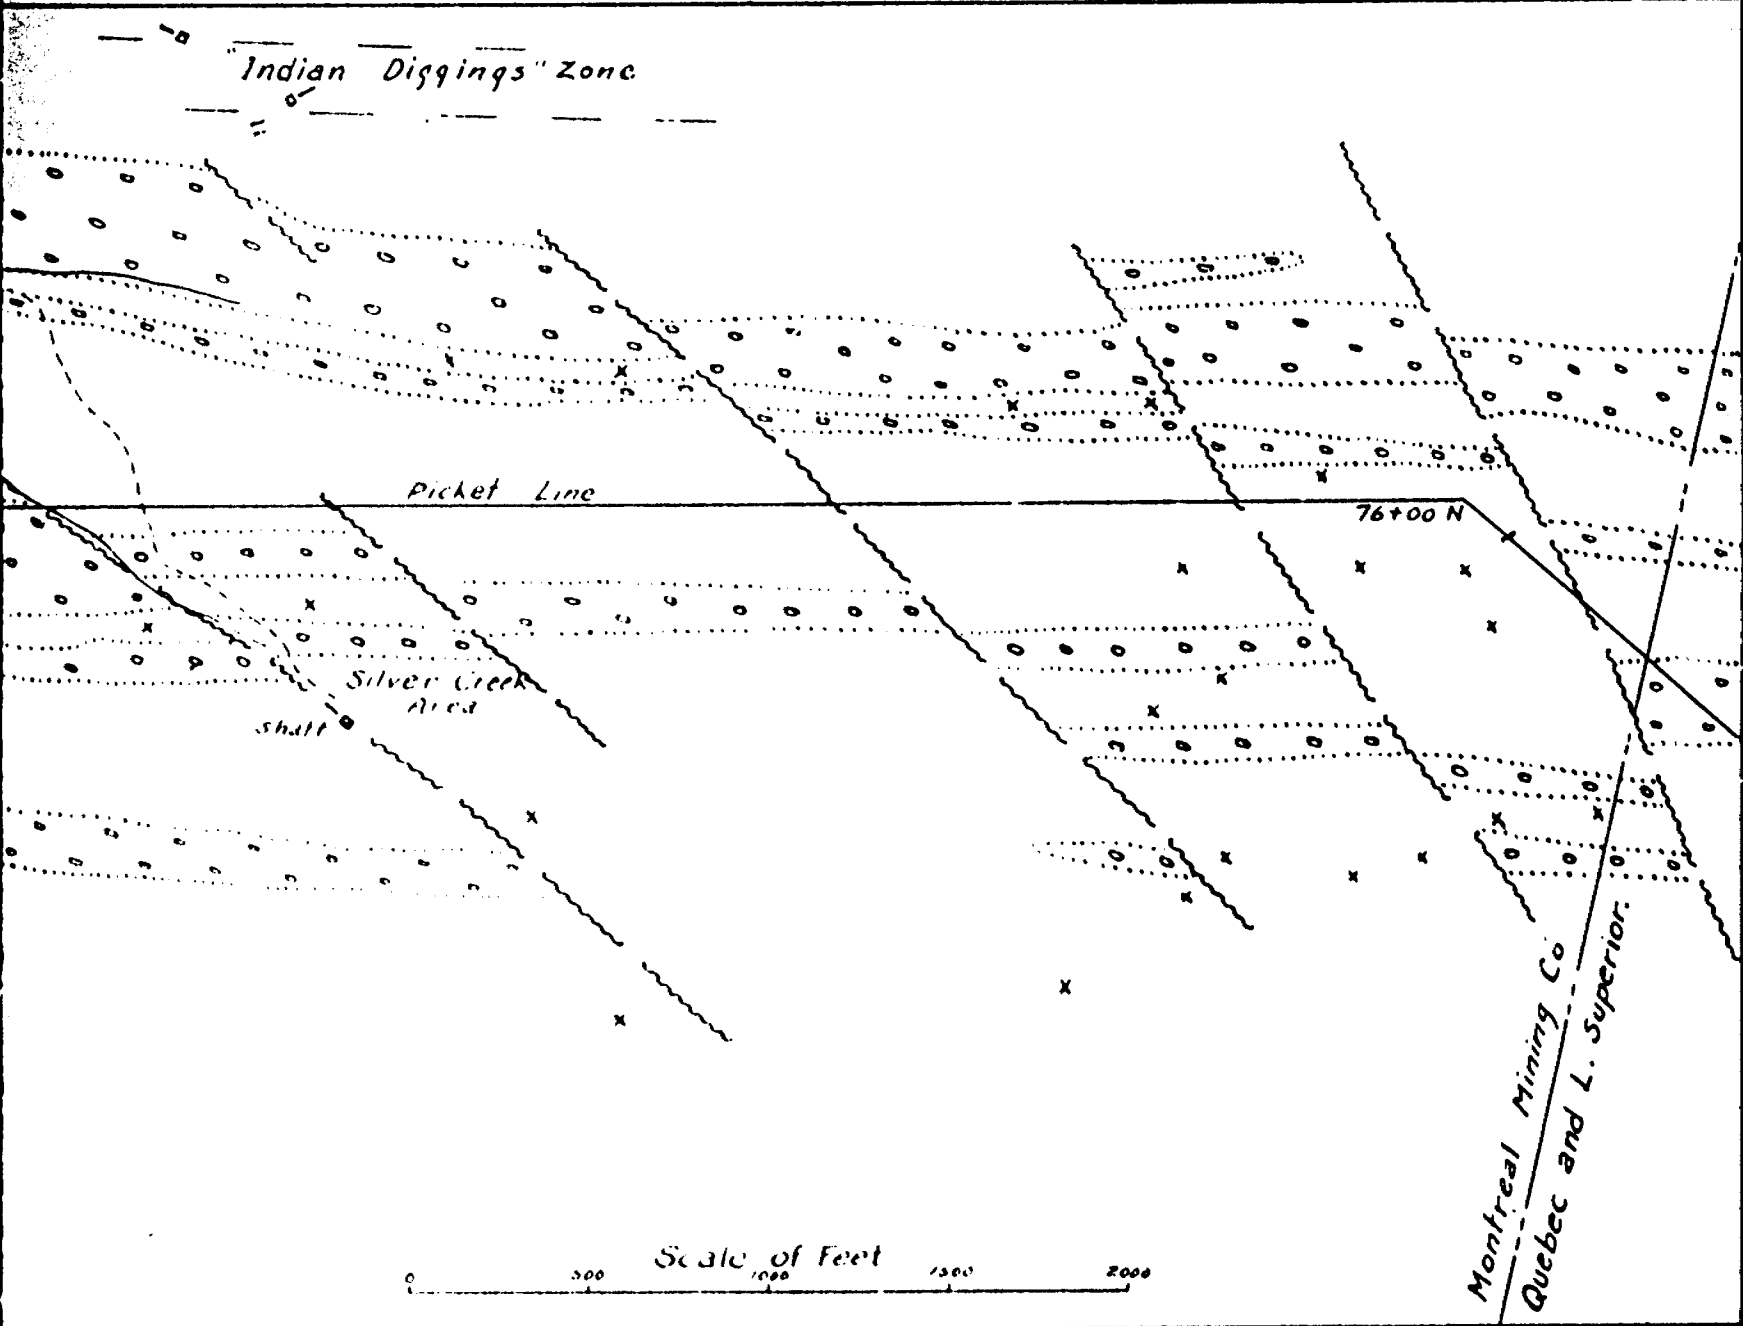 "Indian Diggings" Zone
Picket Line
76+00 N
Silver Creek
Area
Shaft
Montreal Mining Co
Quebec and L. Superior.
Scale of Feet
0 500 1000 1500 2000